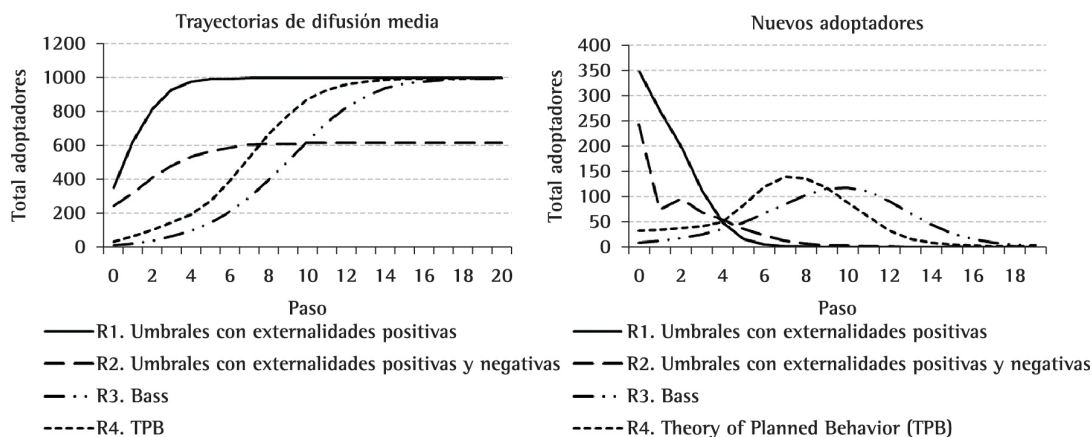 Trayectorias de difusión media
1200
1000
800
600
400
200
0
Total adoptadores
0 2 4 6 8 10 12 14 16 18 20
Paso
R1. Umbrales con externalidades positivas
R2. Umbrales con externalidades positivas y negativas
R3. Bass
R4. TPB
Nuevos adoptadores
400
350
300
250
200
150
100
50
0
Total adoptadores
0 2 4 6 8 10 12 14 16 18
Paso
R1. Umbrales con externalidades positivas
R2. Umbrales con externalidades positivas y negativas
R3. Bass
R4. Theory of Planned Behavior (TPB)